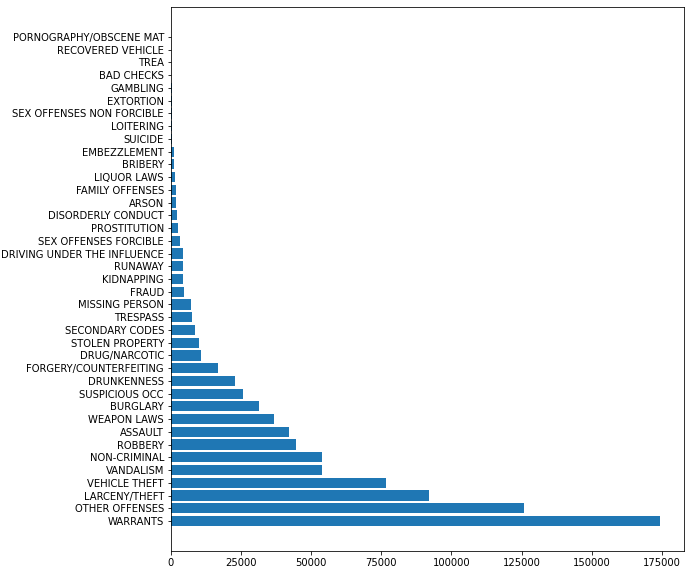 PORNOGRAPHY/OBSCENE MAT
RECOVERED VEHICLE
TREA
BAD CHECKS
GAMBLING
EXTORTION
SEX OFFENSES NON FORCIBLE
LOITERING
SUICIDE
EMBEZZLEMENT
BRIBERY
LIQUOR LAWS
FAMILY OFFENSES
ARSON
DISORDERLY CONDUCT
PROSTITUTION
SEX OFFENSES FORCIBLE
DRIVING UNDER THE INFLUENCE
RUNAWAY
KIDNAPPING
FRAUD
MISSING PERSON
TRESPASS
SECONDARY CODES
STOLEN PROPERTY
DRUG/NARCOTIC
FORGERY/COUNTERFEITING
DRUNKENNESS
SUSPICIOUS OCC
BURGLARY
WEAPON LAWS
ASSAULT
ROBBERY
NON-CRIMINAL
VANDALISM
VEHICLE THEFT
LARCENY/THEFT
OTHER OFFENSES
WARRANTS
0 25000 50000 75000 100000 125000 150000 175000